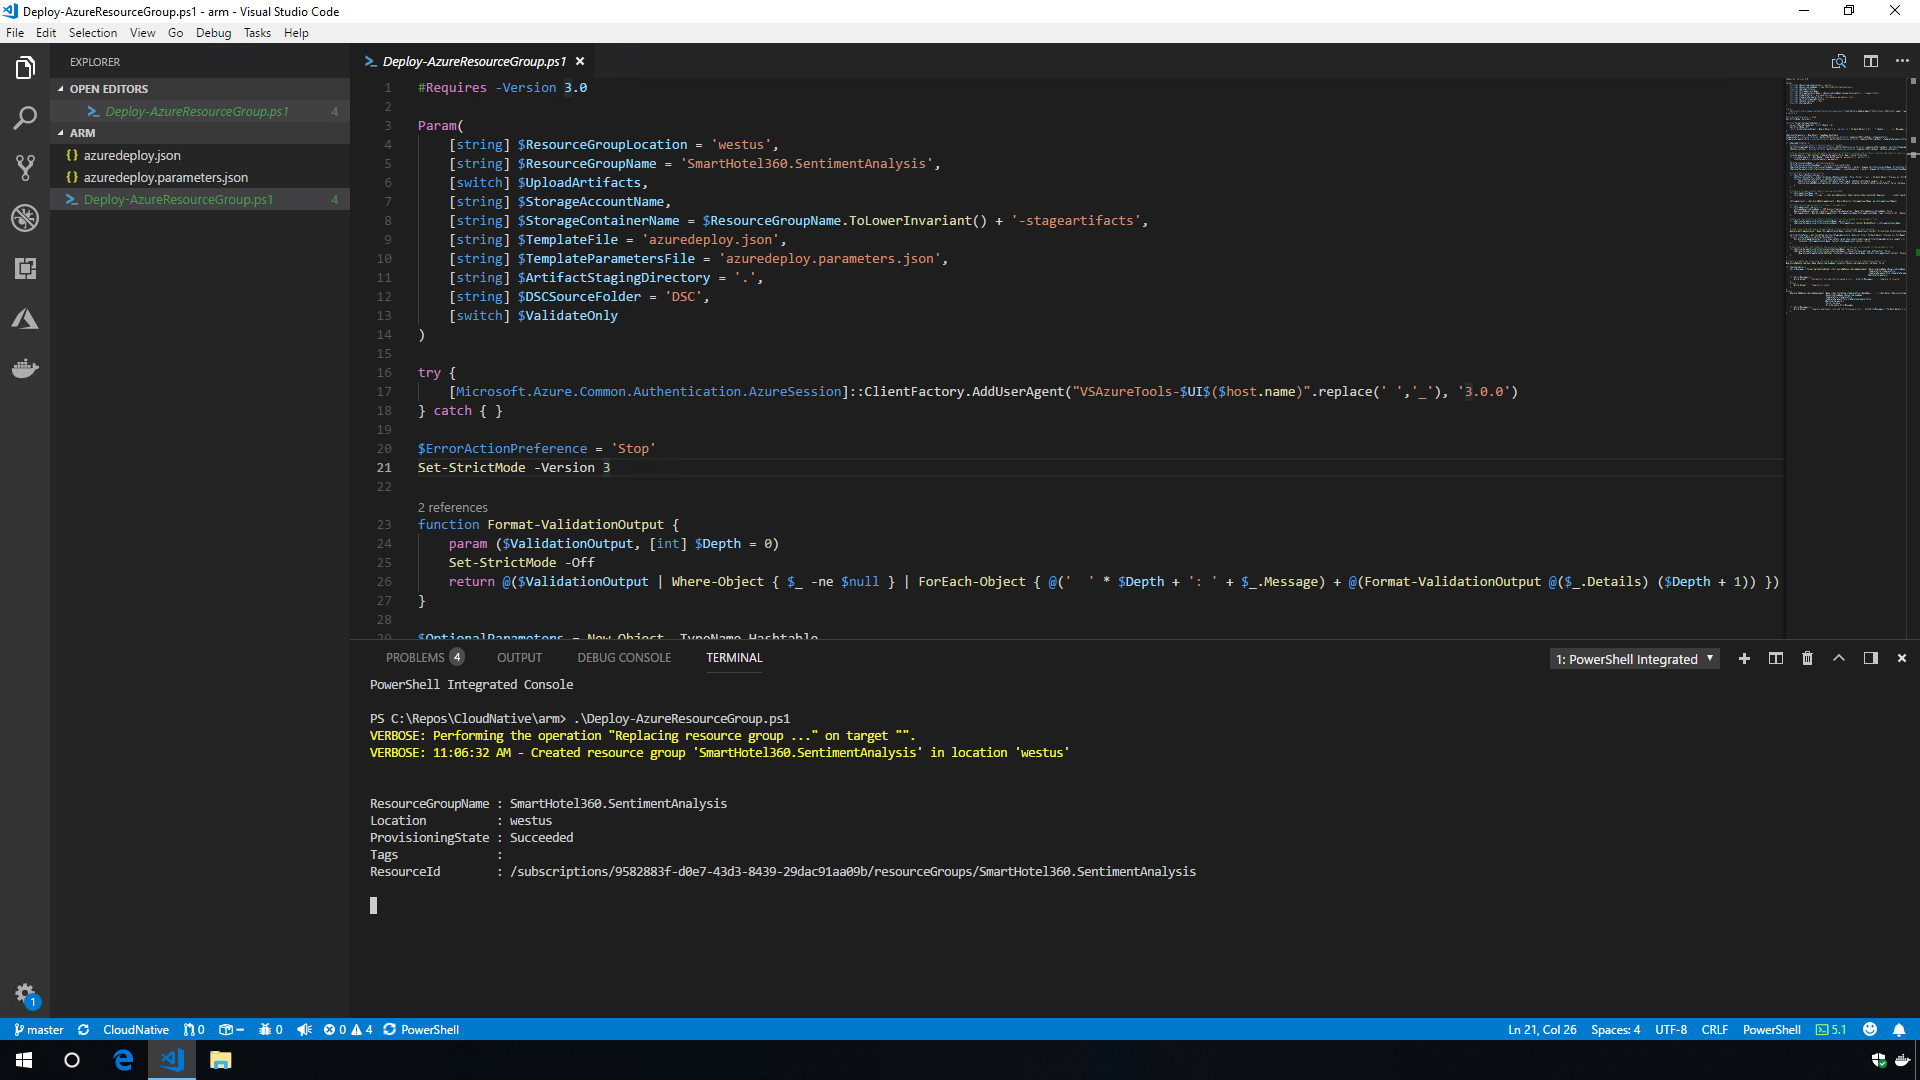 Deploy-AzureResourceGroup.ps1 - arm - Visual Studio Code
File Edit Selection View Go Debug Tasks Help
EXPLORER
OPEN EDITORS
Deploy-AzureResourceGroup.ps1 4
ARM
{} azuredeploy.json
{} azuredeploy.parameters.json
Deploy-AzureResourceGroup.ps1 4
1
Deploy-AzureResourceGroup.ps1
1 #Requires -Version 3.0
2
3 Param(
4 [string] $ResourceGroupLocation = 'westus',
5 [string] $ResourceGroupName = 'SmartHotel360.SentimentAnalysis',
6 [switch] $UploadArtifacts,
7 [string] $StorageAccountName,
8 [string] $StorageContainerName = $ResourceGroupName.ToLowerInvariant() + '-stageartifacts',
9 [string] $TemplateFile = 'azuredeploy.json',
10 [string] $TemplateParametersFile = 'azuredeploy.parameters.json',
11 [string] $ArtifactStagingDirectory = '.',
12 [string] $DSCSourceFolder = 'DSC',
13 [switch] $ValidateOnly
14 )
15
16 try {
17 [Microsoft.Azure.Common.Authentication.AzureSession]::ClientFactory.AddUserAgent("VSAzureTools-$UI$($host.name)".replace(' ','_'), '3.0.0')
18 } catch { }
19
20 $ErrorActionPreference = 'Stop'
21 Set-StrictMode -Version 3
22
2 references
23 function Format-ValidationOutput {
24 param ($ValidationOutput, [int] $Depth = 0)
25 Set-StrictMode -Off
26 return @($ValidationOutput | Where-Object { $_ -ne $null } | ForEach-Object { @('  ' * $Depth + ': ' + $_.Message) + @(Format-ValidationOutput @($_.Details) ($Depth + 1)) })
27 }
28
29 $OptionalParameters = New-Object -TypeName Hashtable
PROBLEMS 4 OUTPUT DEBUG CONSOLE TERMINAL 1: PowerShell Integrated
PowerShell Integrated Console
PS C:\Repos\CloudNative\arm> .\Deploy-AzureResourceGroup.ps1
VERBOSE: Performing the operation "Replacing resource group ..." on target "".
VERBOSE: 11:06:32 AM - Created resource group 'SmartHotel360.SentimentAnalysis' in location 'westus'
ResourceGroupName : SmartHotel360.SentimentAnalysis
Location : westus
ProvisioningState : Succeeded
Tags :
ResourceId : /subscriptions/9582883f-d0e7-43d3-8439-29dac91aa09b/resourceGroups/SmartHotel360.SentimentAnalysis
master CloudNative 0 0 0 4 PowerShell Ln 21, Col 26 Spaces: 4 UTF-8 CRLF PowerShell 5.1